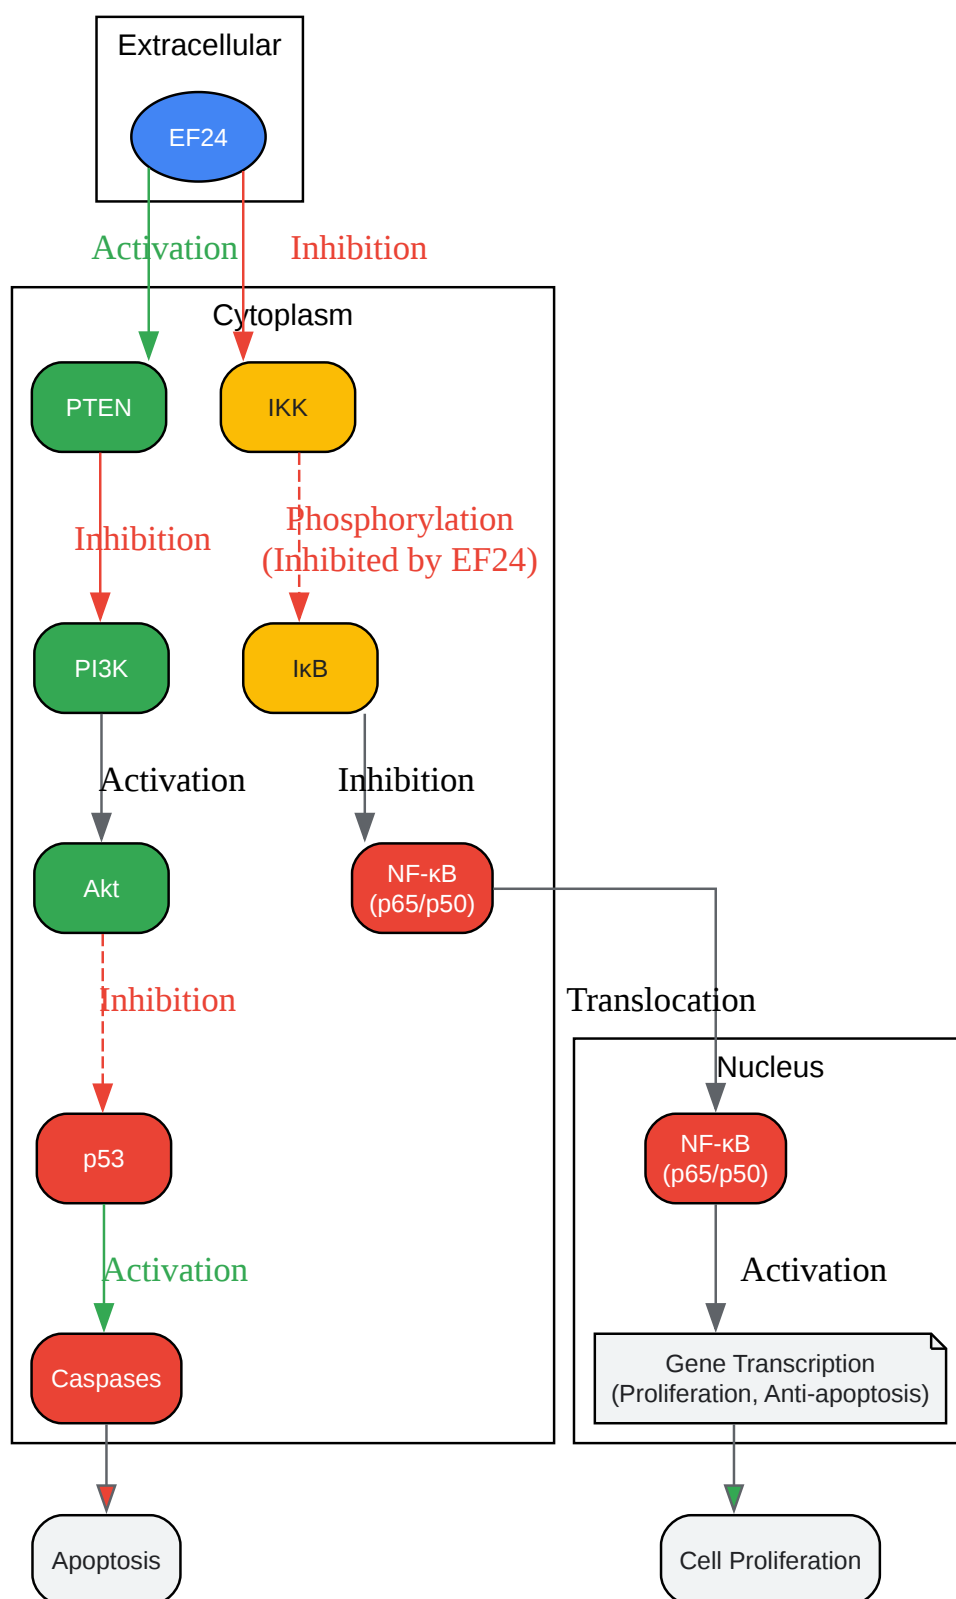 Extracellular
EF24
Activation
Inhibition
Cytoplasm
PTEN
IKK
Inhibition
Phosphorylation
(Inhibited by EF24)
PI3K
IκB
Activation
Inhibition
Akt
NF-κB
(p65/p50)
Inhibition
Translocation
Nucleus
p53
NF-κB
(p65/p50)
Activation
Activation
Caspases
Gene Transcription
(Proliferation, Anti-apoptosis)
Apoptosis
Cell Proliferation